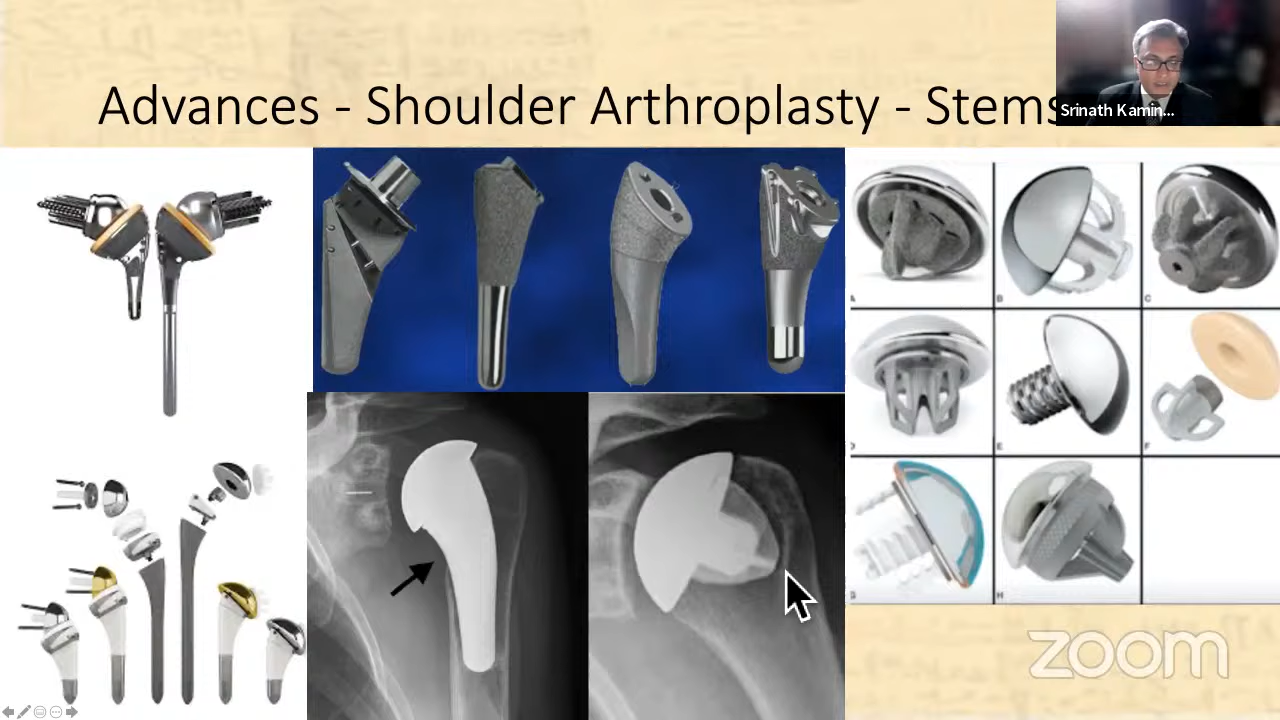 Advances - Shoulder Arthroplasty - Stems
Srinath Kamin...
A
B
C
D
E
F
G
H
zoom